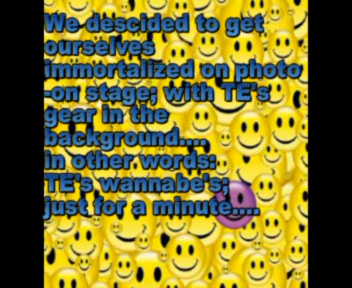 We descided to get
ourselves
immortalized on photo
-on stage; with TE's
gear in the
background....
in other words:
TE's wannabe's;
just for a minute....